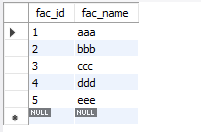 fac_id fac_name
1 aaa
2 bbb
3 ccc
4 ddd
5 eee
NULL NULL